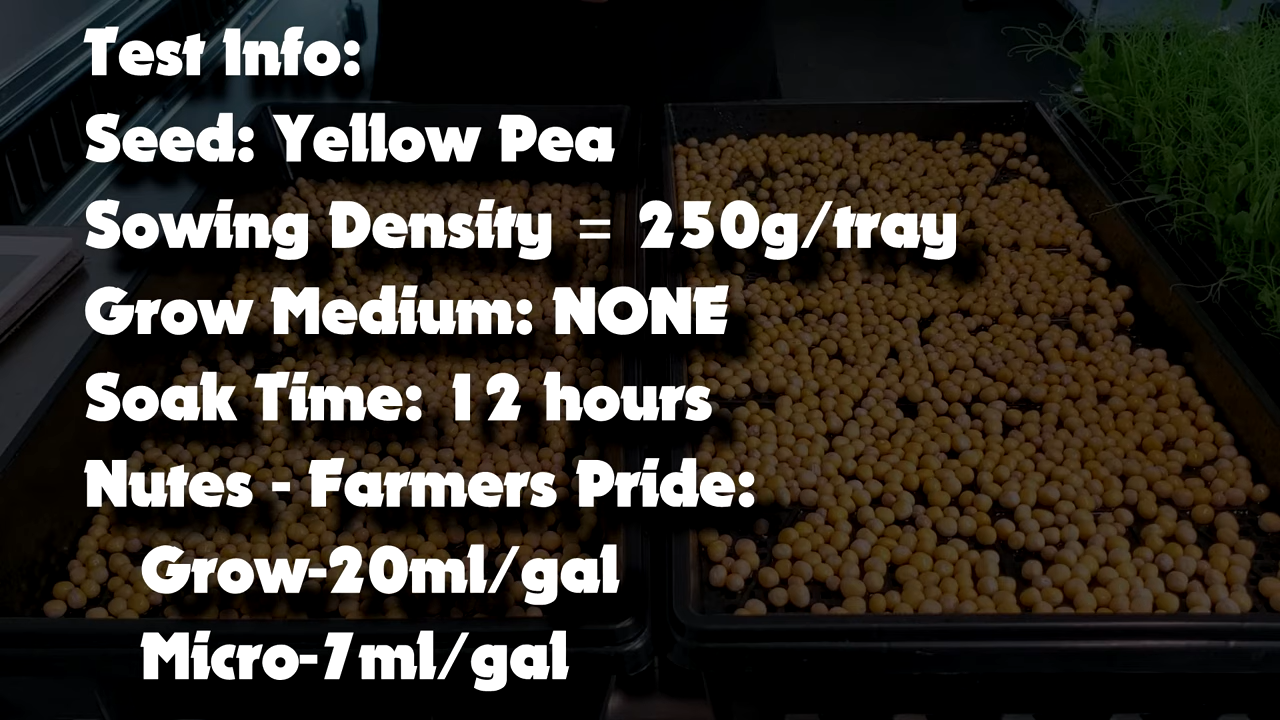 Test Info:
Seed: Yellow Pea
Sowing Density = 250g/tray
Grow Medium: NONE
Soak Time: 12 hours
Nutes - Farmers Pride:
Grow-20ml/gal
Micro-7ml/gal